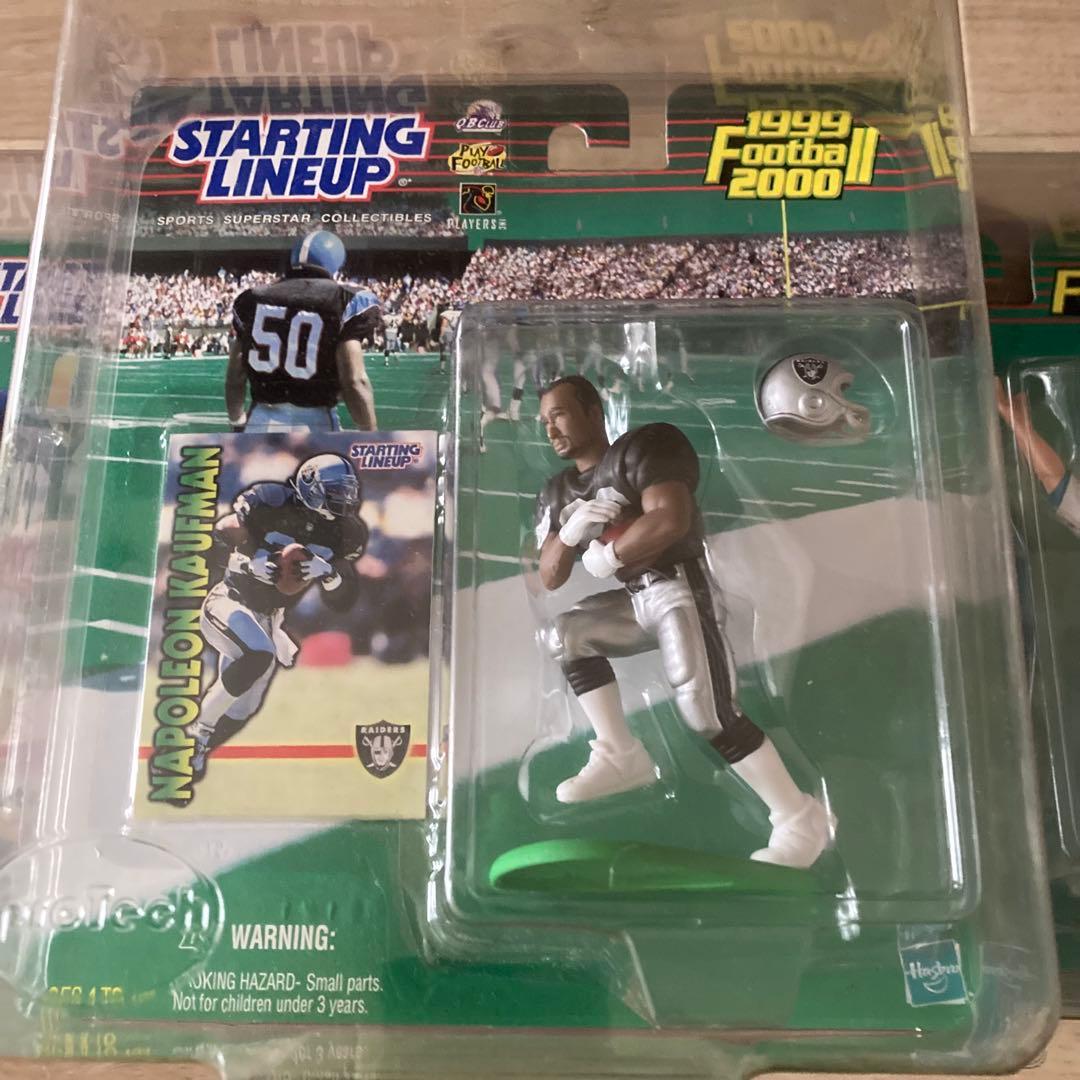 STARTING
LINEUP
SPORTS SUPERSTAR COLLECTIBLES
QB CLUB
PLAY
FOOTBALL
PLAYERS INC
1999
Football
2000
50
STARTING
LINEUP
NAPOLEON KAUFMAN
RAIDERS
proTech
WARNING:
HAZARD- Small parts.
Not for children under 3 years.
Hasbro